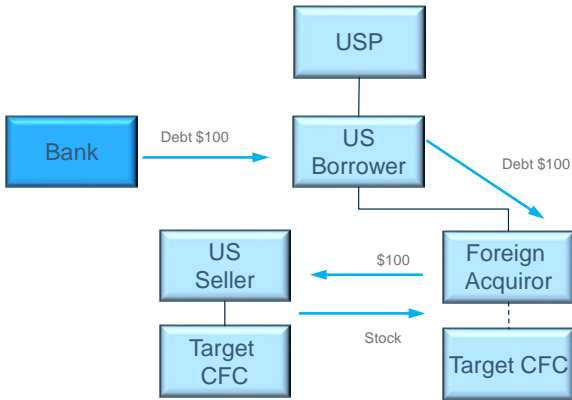 USP
Bank
Debt $100
US
Borrower
Debt $100
US
Seller
$100
Foreign
Acquiror
Stock
Target
CFC
Target CFC